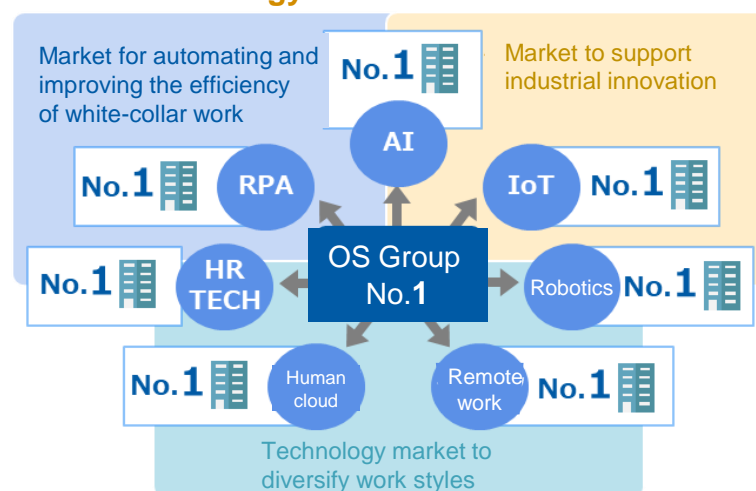 Market for automating and
improving the efficiency
of white-collar work
No.1
Market to support
industrial innovation
AI
No.1
RPA
IoT
No.1
No.1
HR
TECH
OS Group
No.1
Robotics
No.1
No.1
Human
cloud
Remote
work
No.1
Technology market to
diversify work styles